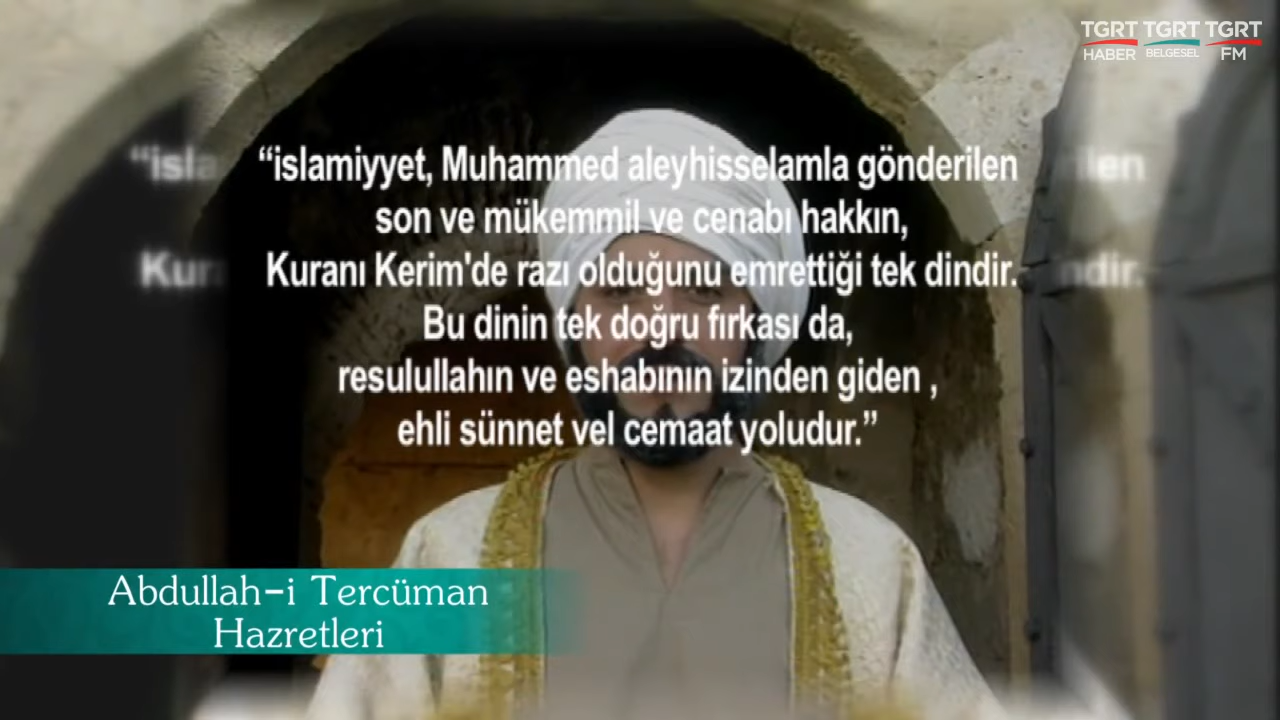 TGRT TGRT TGRT
HABER BELGESEL FM
“islamiyyet, Muhammed aleyhisselamla gönderilen
son ve mükemmil ve cenabı hakkın,
Kuranı Kerim'de razı olduğunu emrettiği tek dindir.
Bu dinin tek doğru fırkası da,
resulullahın ve eshabının izinden giden ,
ehli sünnet vel cemaat yoludur.”
Abdullah-i Tercüman
Hazretleri